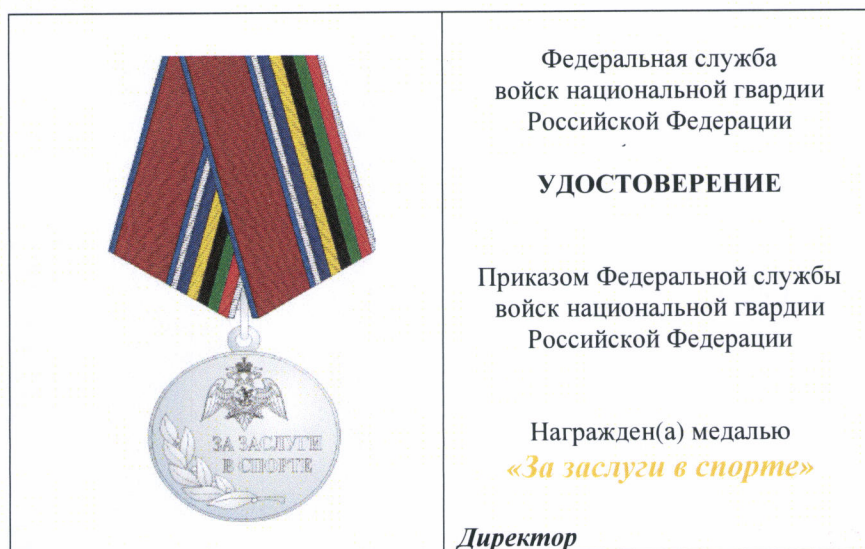 ЗА ЗАСЛУГИ
В СПОРТЕ
Федеральная служба
войск национальной гвардии
Российской Федерации
УДОСТОВЕРЕНИЕ
Приказом Федеральной службы
войск национальной гвардии
Российской Федерации
Награжден(а) медалью
«За заслуги в спорте»
Директор